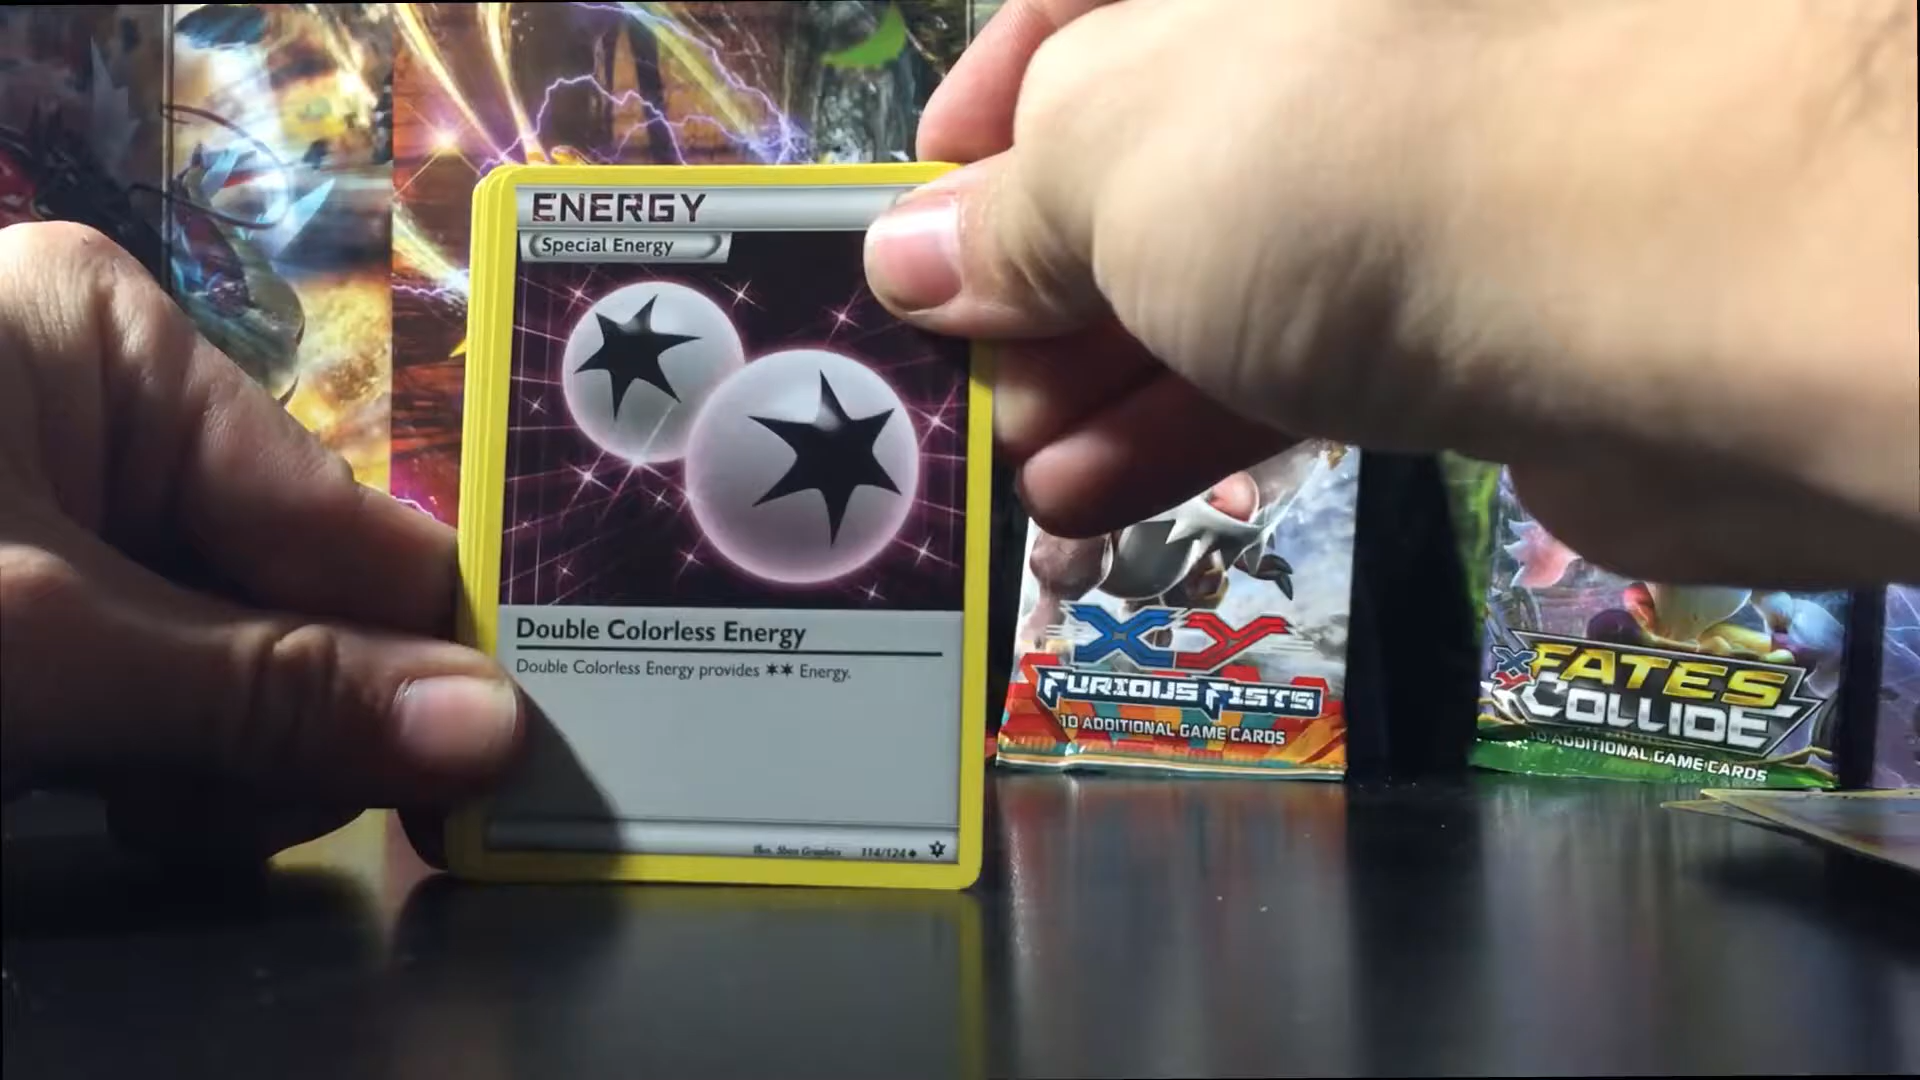 ENERGY
Special Energy
Double Colorless Energy
Double Colorless Energy provides ✶✶ Energy.
Illus. 5ban Graphics 114/124
XY
FURIOUS FISTS
10 ADDITIONAL GAME CARDS
XY
FATES
COLLIDE
10 ADDITIONAL GAME CARDS